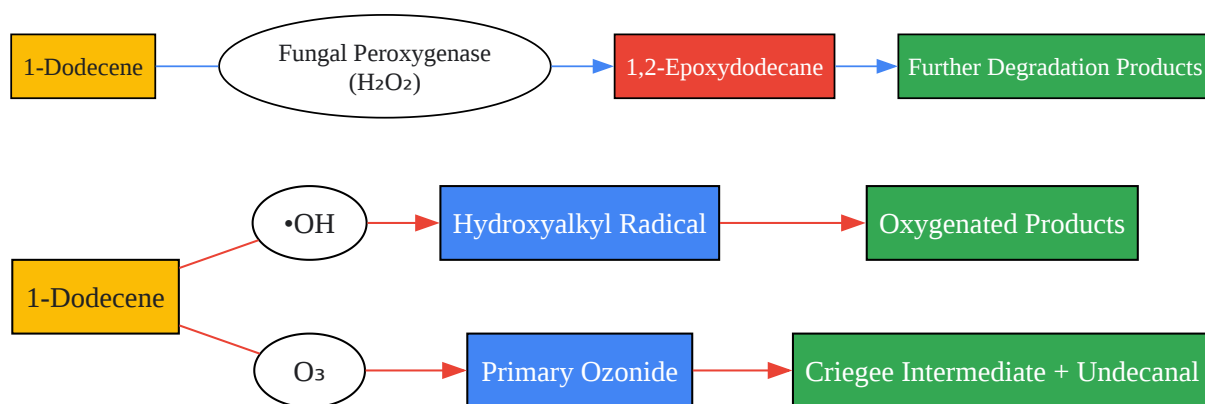 1-Dodecene
Fungal Peroxygenase
(H₂O₂)
1,2-Epoxydodecane
Further Degradation Products
•OH
Hydroxyalkyl Radical
Oxygenated Products
1-Dodecene
O₃
Primary Ozonide
Criegee Intermediate + Undecanal